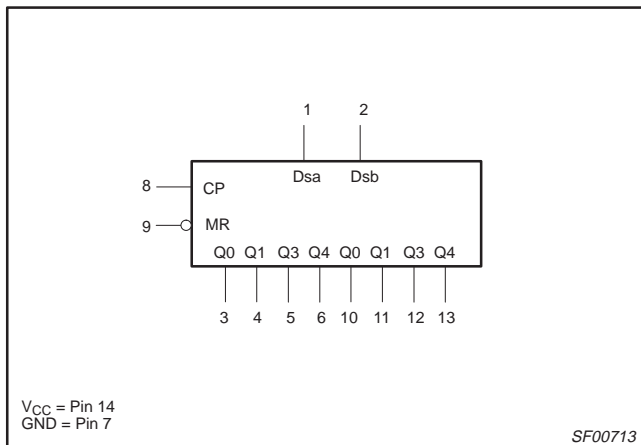 1 2
Dsa Dsb
8 CP
9 MR
Q0 Q1 Q3 Q4 Q0 Q1 Q3 Q4
3 4 5 6 10 11 12 13
VCC = Pin 14
GND = Pin 7
SF00713